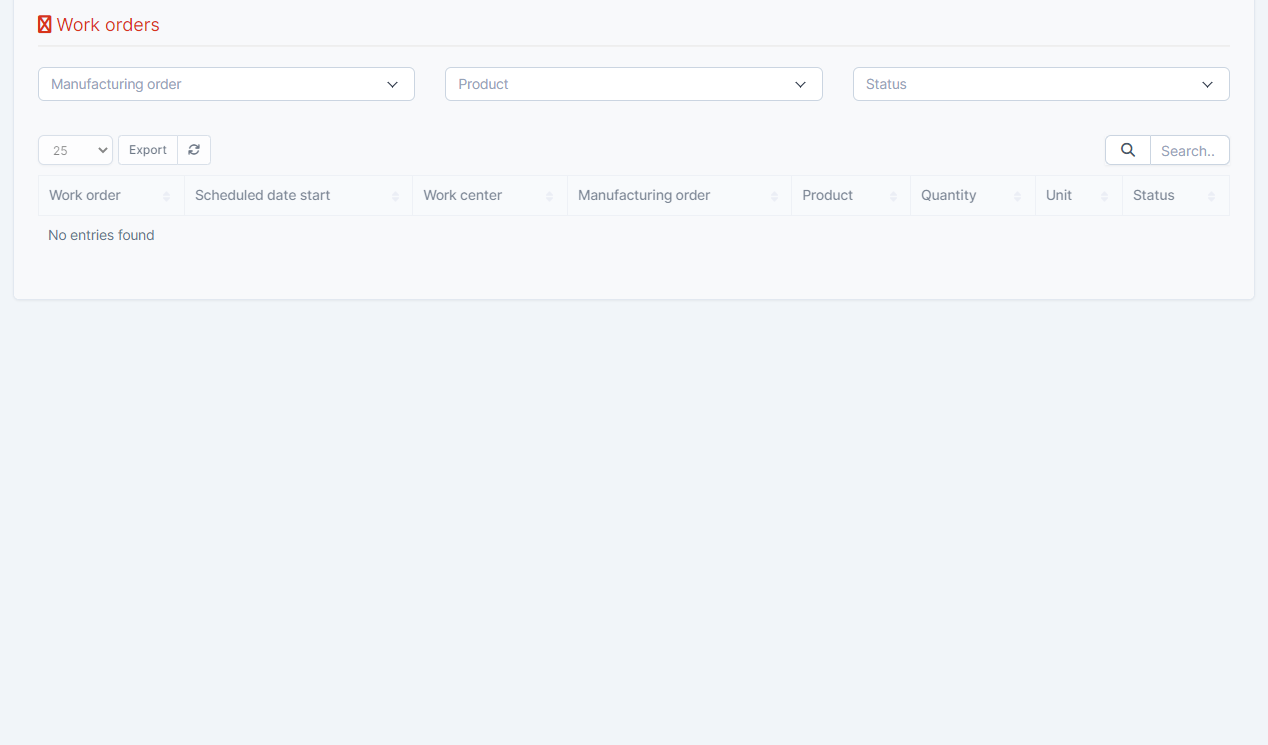 Work orders
Manufacturing order Product Status
25 Export Search..
Work order Scheduled date start Work center Manufacturing order Product Quantity Unit Status
No entries found